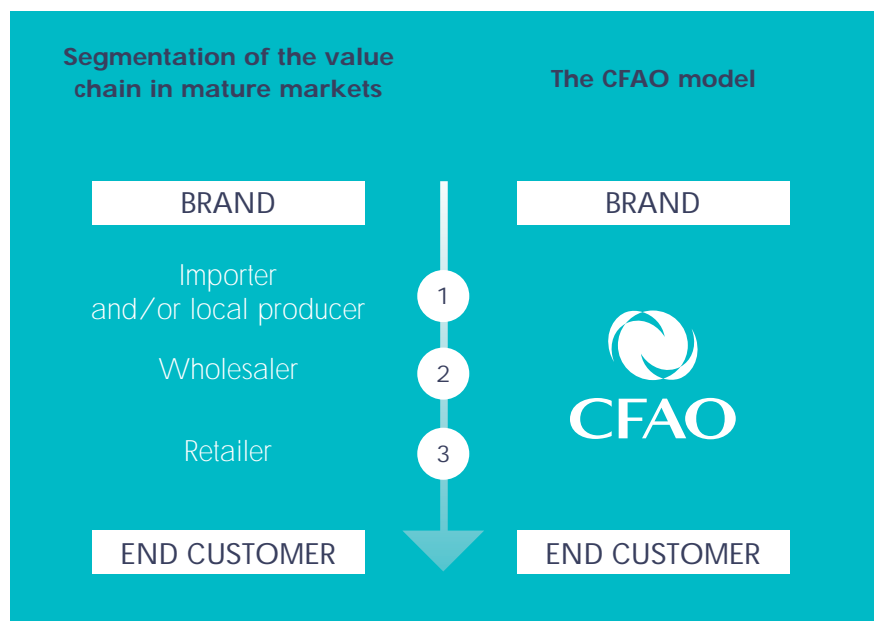 Segmentation of the value
chain in mature markets
The CFAO model
BRAND
BRAND
Importer
and/or local producer
1
Wholesaler
2
CFAO
Retailer
3
END CUSTOMER
END CUSTOMER